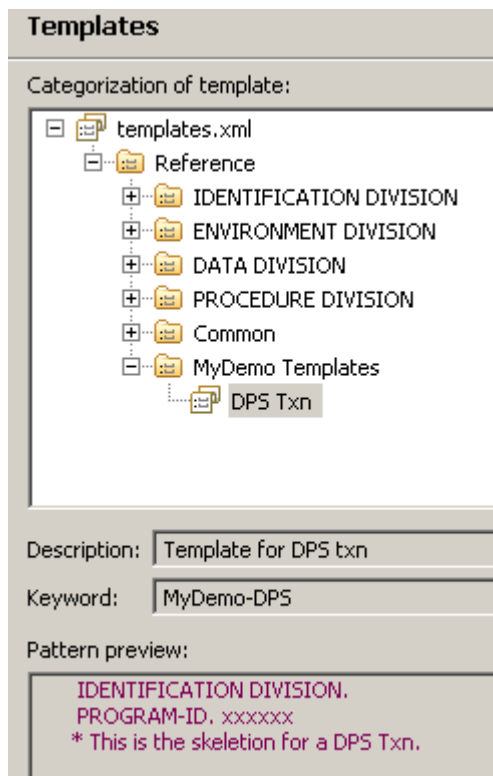 Templates
Categorization of template:
templates.xml
Reference
IDENTIFICATION DIVISION
ENVIRONMENT DIVISION
DATA DIVISION
PROCEDURE DIVISION
Common
MyDemo Templates
DPS Txn
Description: Template for DPS txn
Keyword: MyDemo-DPS
Pattern preview:
IDENTIFICATION DIVISION.
PROGRAM-ID. xxxxxx
* This is the skeletion for a DPS Txn.